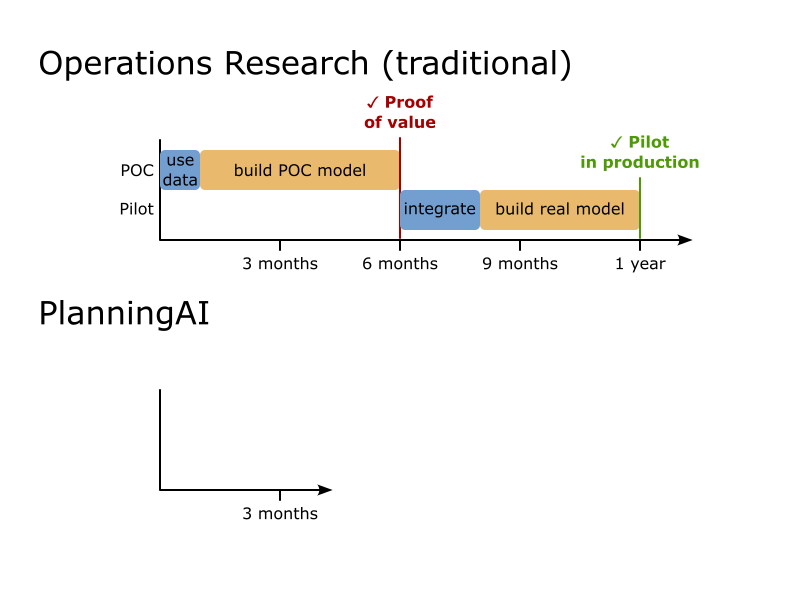 Operations Research (traditional)
✓ Proof
of value
✓ Pilot
in production
POC
use
data
build POC model
Pilot
integrate
build real model
3 months
6 months
9 months
1 year
PlanningAI
3 months